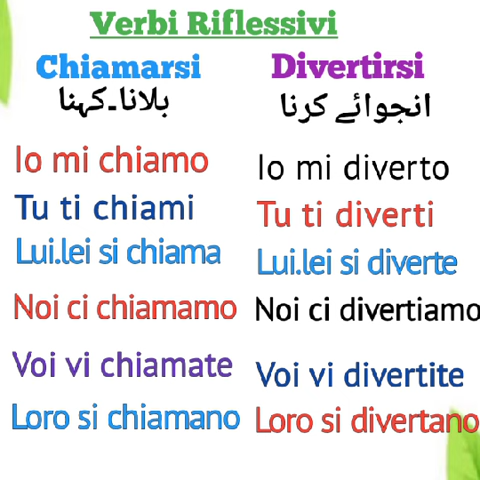 Verbi Riflessivi
Chiamarsi
بلانا۔کہنا
Io mi chiamo
Tu ti chiami
Lui.lei si chiama
Noi ci chiamamo
Voi vi chiamate
Loro si chiamano
Divertirsi
انجوائے کرنا
Io mi diverto
Tu ti diverti
Lui.lei si diverte
Noi ci divertiamo
Voi vi divertite
Loro si divertano